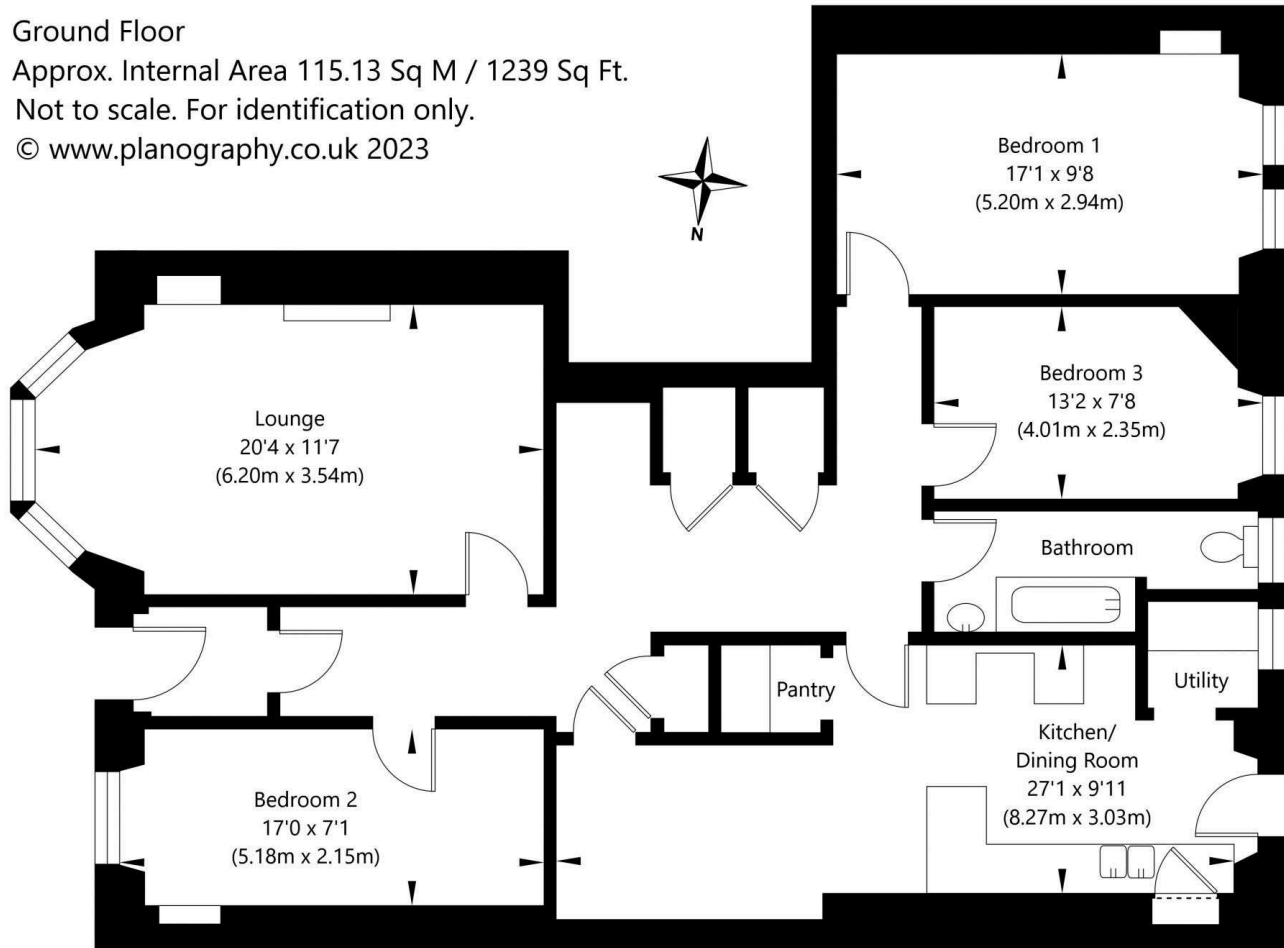 Ground Floor
Approx. Internal Area 115.13 Sq M / 1239 Sq Ft.
Not to scale. For identification only.
© www.planography.co.uk 2023
N
Bedroom 1
17'1 x 9'8
(5.20m x 2.94m)
Bedroom 3
13'2 x 7'8
(4.01m x 2.35m)
Lounge
20'4 x 11'7
(6.20m x 3.54m)
Bathroom
Utility
Pantry
Kitchen/
Dining Room
27'1 x 9'11
(8.27m x 3.03m)
Bedroom 2
17'0 x 7'1
(5.18m x 2.15m)